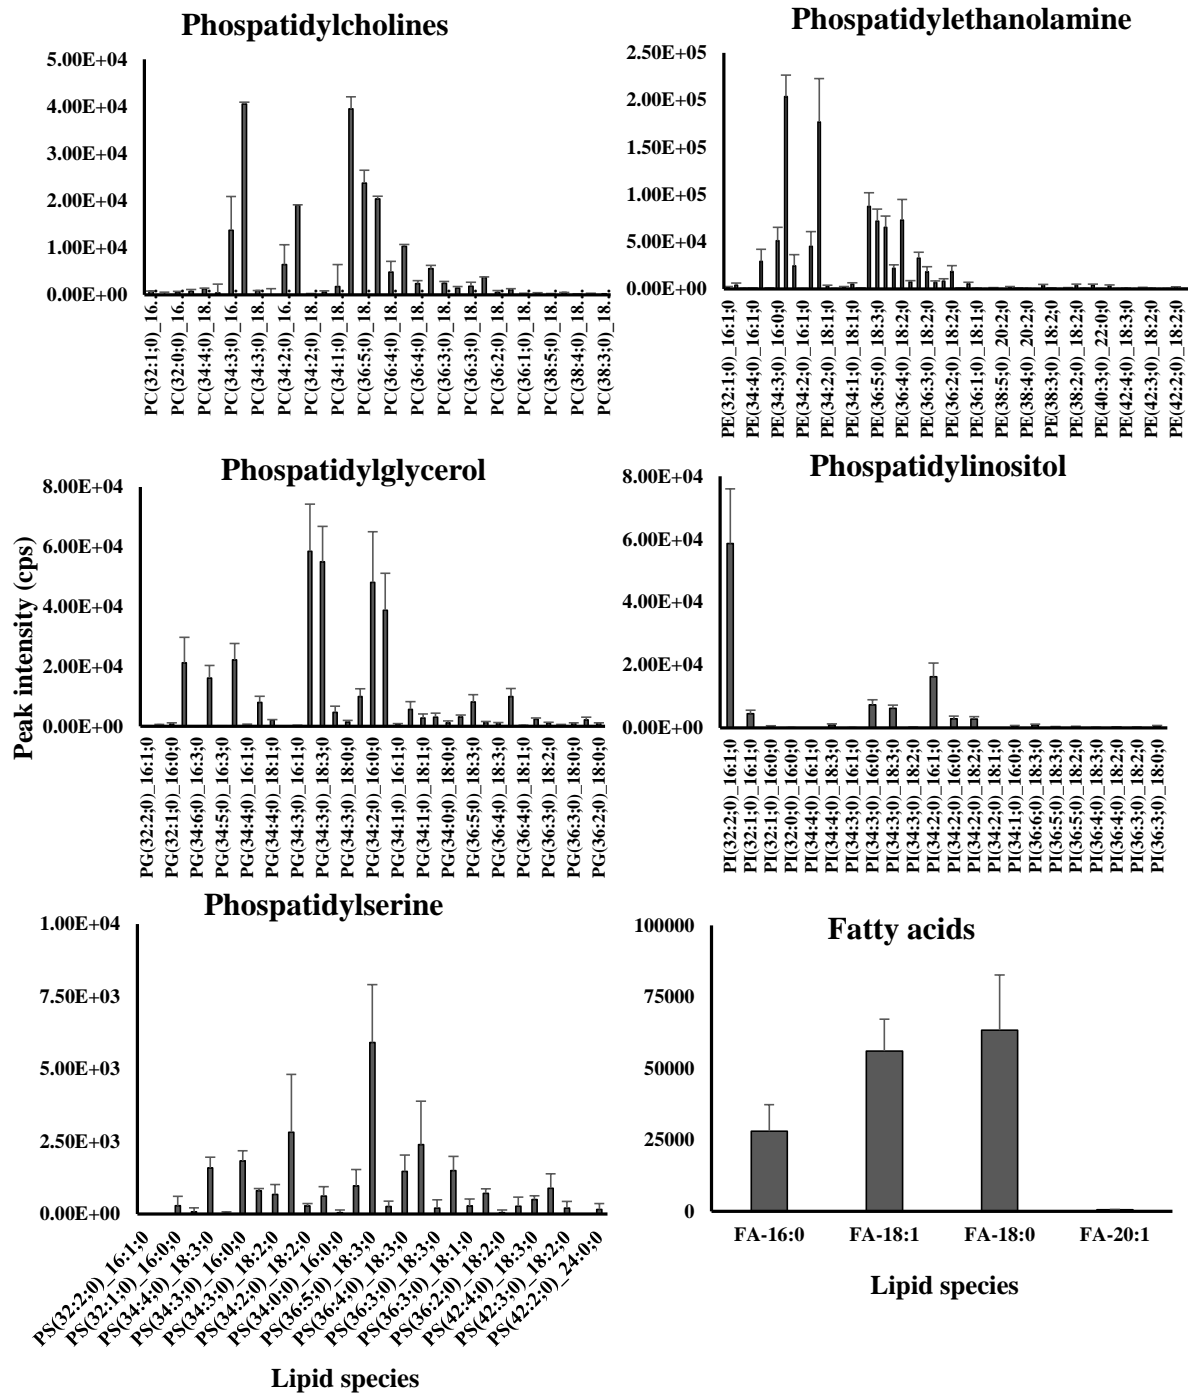 Phospatidylcholines
5.00E+04
4.00E+04
3.00E+04
2.00E+04
1.00E+04
0.00E+00
PC(32:1;0)_16.
PC(32:0;0)_16.
PC(34:4;0)_18.
PC(34:3;0)_16.
PC(34:3;0)_18.
PC(34:2;0)_16.
PC(34:2;0)_18.
PC(34:1;0)_18.
PC(36:5;0)_18.
PC(36:4;0)_18.
PC(36:4;0)_18.
PC(36:3;0)_18.
PC(36:3;0)_18.
PC(36:2;0)_18.
PC(36:1;0)_18.
PC(38:5;0)_18.
PC(38:4;0)_18.
PC(38:3;0)_18.
Phospatidylethanolamine
2.50E+05
2.00E+05
1.50E+05
1.00E+05
5.00E+04
0.00E+00
PE(32:1;0)_16:1;0
PE(34:4;0)_16:1;0
PE(34:3;0)_16:0;0
PE(34:2;0)_16:1;0
PE(34:2;0)_18:1;0
PE(34:1;0)_18:1;0
PE(36:5;0)_18:3;0
PE(36:4;0)_18:2;0
PE(36:3;0)_18:2;0
PE(36:2;0)_18:2;0
PE(36:1;0)_18:1;0
PE(38:5;0)_20:2;0
PE(38:4;0)_20:2;0
PE(38:3;0)_18:2;0
PE(38:2;0)_18:2;0
PE(40:3;0)_22:0;0
PE(42:4;0)_18:3;0
PE(42:3;0)_18:2;0
PE(42:2;0)_18:2;0
Phospatidylglycerol
Peak intensity (cps)
8.00E+04
6.00E+04
4.00E+04
2.00E+04
0.00E+00
PG(32:2;0)_16:1;0
PG(32:1;0)_16:0;0
PG(34:6;0)_16:3;0
PG(34:5;0)_16:3;0
PG(34:4;0)_16:1;0
PG(34:4;0)_18:1;0
PG(34:3;0)_16:1;0
PG(34:3;0)_18:3;0
PG(34:3;0)_18:0;0
PG(34:2;0)_16:0;0
PG(34:1;0)_16:1;0
PG(34:1;0)_18:1;0
PG(34:0;0)_18:0;0
PG(36:5;0)_18:3;0
PG(36:4;0)_18:3;0
PG(36:4;0)_18:1;0
PG(36:3;0)_18:2;0
PG(36:3;0)_18:0;0
PG(36:2;0)_18:0;0
Phospatidylinositol
8.00E+04
6.00E+04
4.00E+04
2.00E+04
0.00E+00
PI(32:2;0)_16:1;0
PI(32:1;0)_16:1;0
PI(32:1;0)_16:0;0
PI(32:0;0)_16:0;0
PI(34:4;0)_16:1;0
PI(34:4;0)_18:3;0
PI(34:3;0)_16:1;0
PI(34:3;0)_16:0;0
PI(34:3;0)_18:3;0
PI(34:3;0)_18:2;0
PI(34:2;0)_16:1;0
PI(34:2;0)_16:0;0
PI(34:2;0)_18:2;0
PI(34:2;0)_18:1;0
PI(34:1;0)_16:0;0
PI(36:6;0)_18:3;0
PI(36:5;0)_18:3;0
PI(36:5;0)_18:2;0
PI(36:4;0)_18:3;0
PI(36:4;0)_18:2;0
PI(36:3;0)_18:2;0
PI(36:3;0)_18:0;0
Phospatidylserine
1.00E+04
7.50E+03
5.00E+03
2.50E+03
0.00E+00
PS(32:2;0)_16:1;0
PS(32:1;0)_16:0;0
PS(34:4;0)_18:3;0
PS(34:3;0)_16:0;0
PS(34:3;0)_18:2;0
PS(34:2;0)_18:2;0
PS(34:0;0)_16:0;0
PS(36:5;0)_18:3;0
PS(36:4;0)_18:3;0
PS(36:3;0)_18:3;0
PS(36:3;0)_18:1;0
PS(36:2;0)_18:2;0
PS(42:4;0)_18:3;0
PS(42:3;0)_18:2;0
PS(42:2;0)_24:0;0
Lipid species
Fatty acids
100000
75000
50000
25000
0
FA-16:0
FA-18:1
FA-18:0
FA-20:1
Lipid species